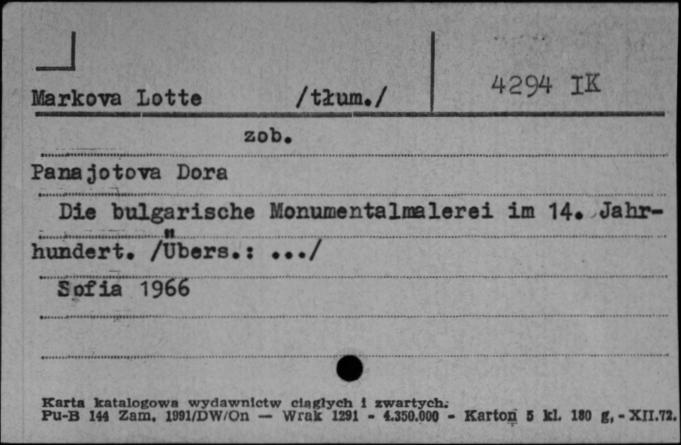 Markova Lotte /tłum./ 4294 IK
zob.
Panajotova Dora
Die bulgarische Monumentalmalerei im 14. Jahr-
hundert. /Übers.: .../
Sofia 1966
Karta katalogowa wydawnictw ciągłych i zwartych.
Pu-B 144 Zam. 1991/DW/On — Wrak 1291 - 4.350.000 - Karton 5 kl. 180 g, - XII.72.